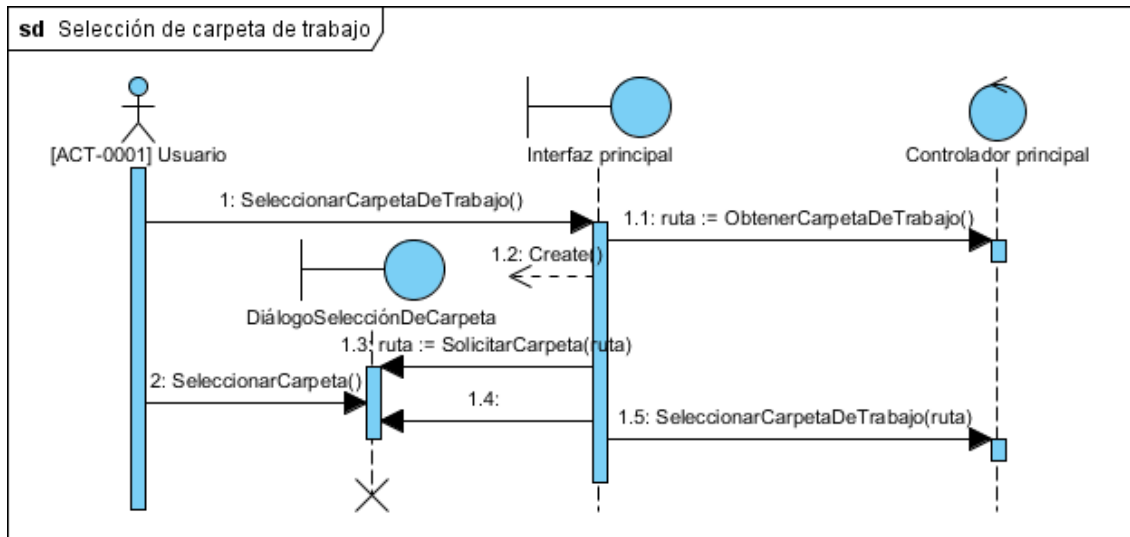 sd Selección de carpeta de trabajo
[ACT-0001] Usuario
Interfaz principal
Controlador principal
1: SeleccionarCarpetaDeTrabajo()
1.1: ruta := ObtenerCarpetaDeTrabajo()
1.2: Create()
DiálogoSelecciónDeCarpeta
1.3: ruta := SolicitarCarpeta(ruta)
2: SeleccionarCarpeta()
1.4:
1.5: SeleccionarCarpetaDeTrabajo(ruta)